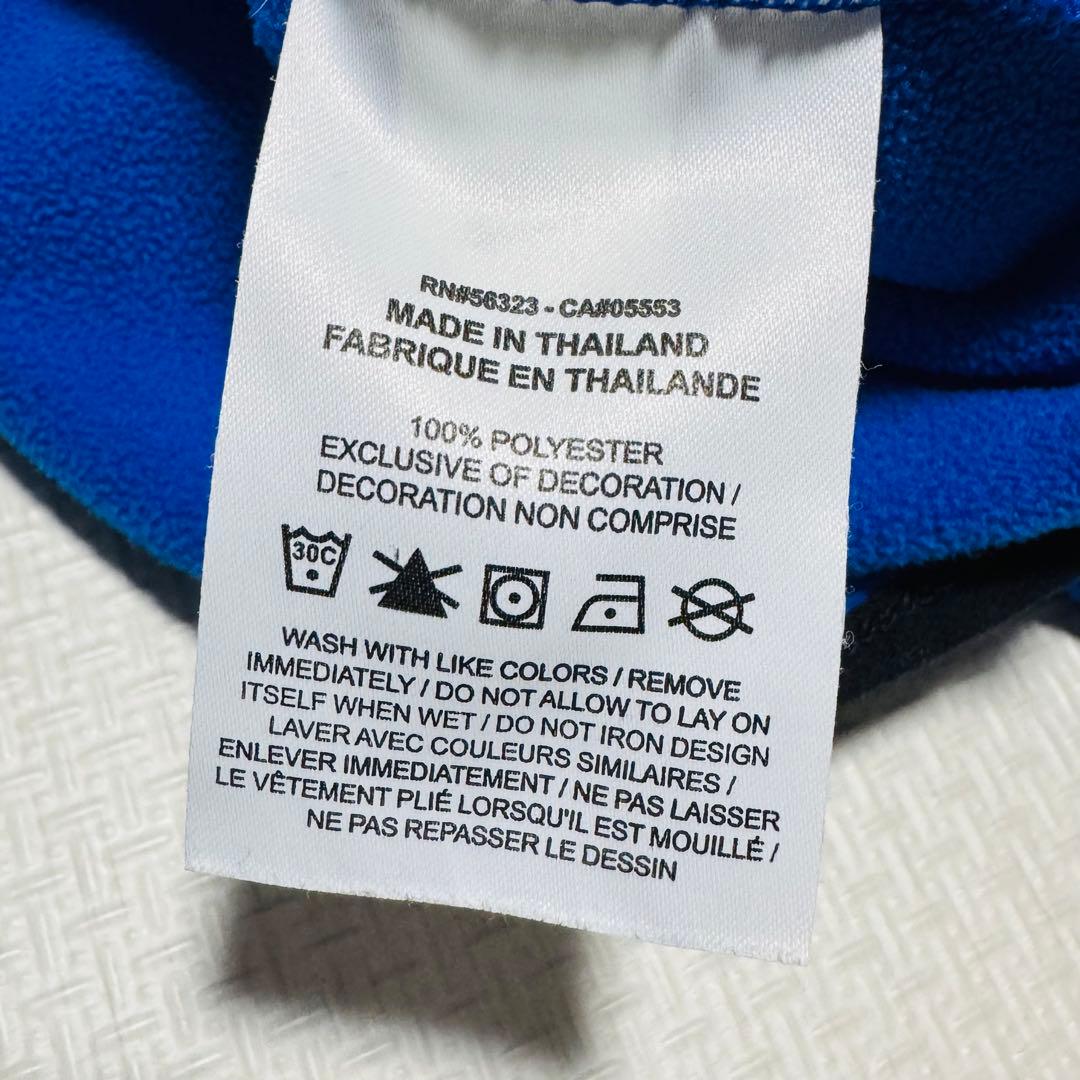 RN#56323 - CA#05553
MADE IN THAILAND
FABRIQUE EN THAILANDE
100% POLYESTER
EXCLUSIVE OF DECORATION /
DECORATION NON COMPRISE
30C
WASH WITH LIKE COLORS / REMOVE
IMMEDIATELY / DO NOT ALLOW TO LAY ON
ITSELF WHEN WET / DO NOT IRON DESIGN
LAVER AVEC COULEURS SIMILAIRES /
ENLEVER IMMEDIATEMENT / NE PAS LAISSER
LE VÊTEMENT PLIÉ LORSQU'IL EST MOUILLÉ /
NE PAS REPASSER LE DESSIN